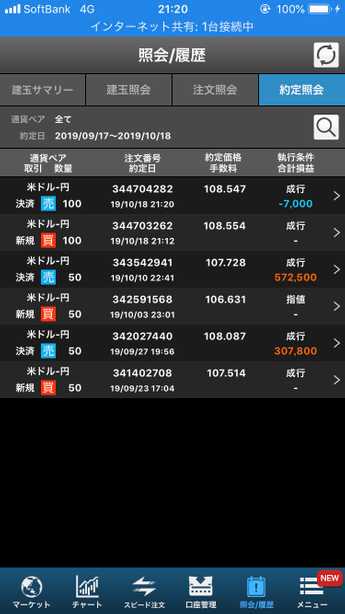 SoftBank 4G 21:20 100%
インターネット共有: 1台接続中
照会/履歴
建玉サマリー 建玉照会 注文照会 約定照会
通貨ペア 全て
約定日 2019/09/17〜2019/10/18
通貨ペア 注文番号 約定価格 執行条件
取引 数量 約定日 手数料 合計損益
米ドル-円 344704282 108.547 成行
決済 売 100 19/10/18 21:20 -7,000
米ドル-円 344703262 108.554 成行
新規 買 100 19/10/18 21:12 -
米ドル-円 343542941 107.728 成行
決済 売 50 19/10/10 22:41 572,500
米ドル-円 342591568 106.631 指値
新規 買 50 19/10/03 23:01 -
米ドル-円 342027440 108.087 成行
決済 売 50 19/09/27 19:56 307,800
米ドル-円 341402708 107.514 成行
新規 買 50 19/09/23 17:04 -
NEW
マーケット チャート スピード注文 口座管理 照会/履歴 メニュー